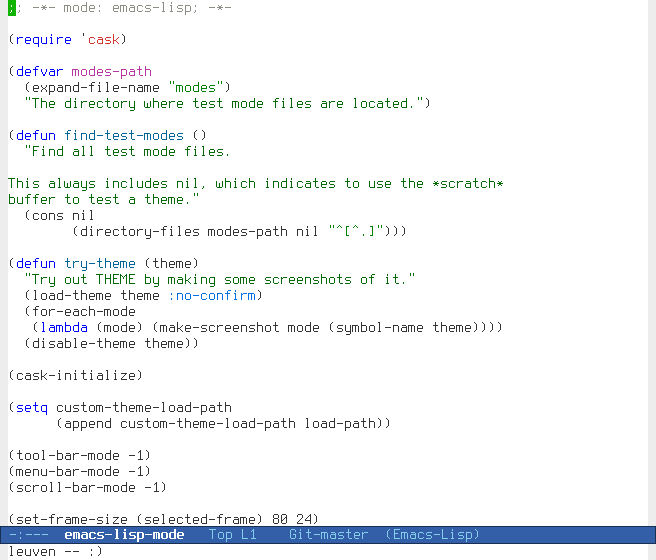 ;; -*- mode: emacs-lisp; -*-

(require 'cask)

(defvar modes-path
  (expand-file-name "modes")
  "The directory where test mode files are located.")

(defun find-test-modes ()
  "Find all test mode files.

This always includes nil, which indicates to use the *scratch*
buffer to test a theme."
  (cons nil
        (directory-files modes-path nil "^[^.]")))

(defun try-theme (theme)
  "Try out THEME by making some screenshots of it."
  (load-theme theme :no-confirm)
  (for-each-mode
   (lambda (mode) (make-screenshot mode (symbol-name theme))))
  (disable-theme theme))

(cask-initialize)

(setq custom-theme-load-path
      (append custom-theme-load-path load-path))

(tool-bar-mode -1)
(menu-bar-mode -1)
(scroll-bar-mode -1)

(set-frame-size (selected-frame) 80 24)
-:---  emacs-lisp-mode   Top L1    Git-master  (Emacs-Lisp)
leuven -- :)